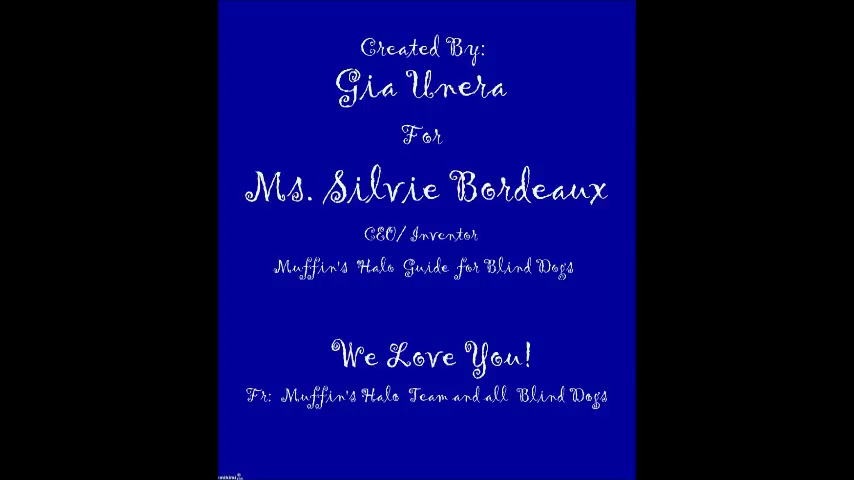 Created By:
Gia Unera
For
Ms. Silvie Bordeaux
CEO/ Inventor
Muffin's Halo Guide for Blind Dogs
We Love You!
Fr: Muffin's Halo Team and all Blind Dogs